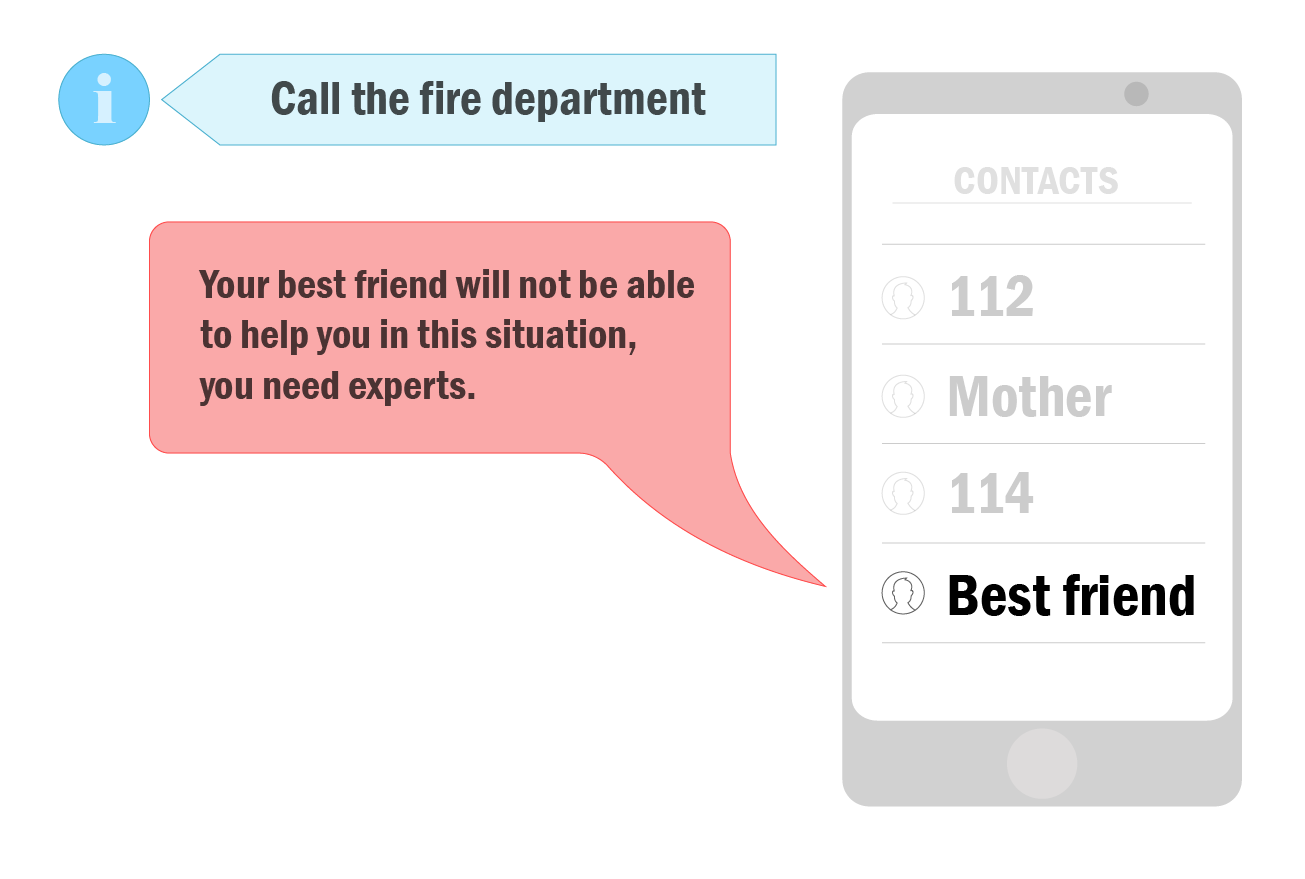 i
Call the fire department
Your best friend will not be able
to help you in this situation,
you need experts.
CONTACTS
112
Mother
114
Best friend